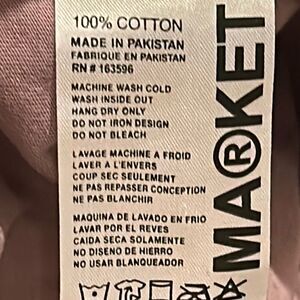 100% COTTON
MADE IN PAKISTAN
FABRIQUE EN PAKISTAN
RN # 163596
MACHINE WASH COLD
WASH INSIDE OUT
HANG DRY ONLY
DO NOT IRON DESIGN
DO NOT BLEACH
LAVAGE MACHINE A FROID
LAVER A L'ENVERS
COUP SEC SEULEMENT
NE PAS REPASSER CONCEPTION
NE PAS BLANCHIR
MAQUINA DE LAVADO EN FRIO
LAVAR POR EL REVES
CAIDA SECA SOLAMENTE
NO DISENO DE HIERRO
NO USAR BLANQUEADOR
MA®KET